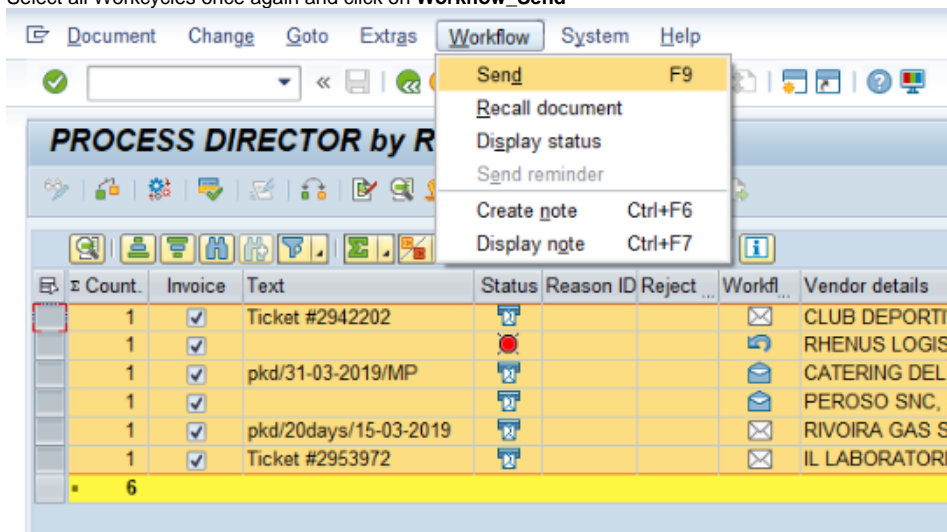 Select all Workcycles once again and click on Workflow_Send
Document Change Goto Extras Workflow System Help
Send F9
Recall document
Display status
Send reminder
Create note Ctrl+F6
Display note Ctrl+F7
PROCESS DIRECTOR by R
Σ Count. Invoice Text Status Reason ID Reject ... Workfl... Vendor details
1 Ticket #2942202 CLUB DEPORTI
1 RHENUS LOGIS
1 pkd/31-03-2019/MP CATERING DEL
1 PEROSO SNC,
1 pkd/20days/15-03-2019 RIVOIRA GAS S
1 Ticket #2953972 IL LABORATORI
6